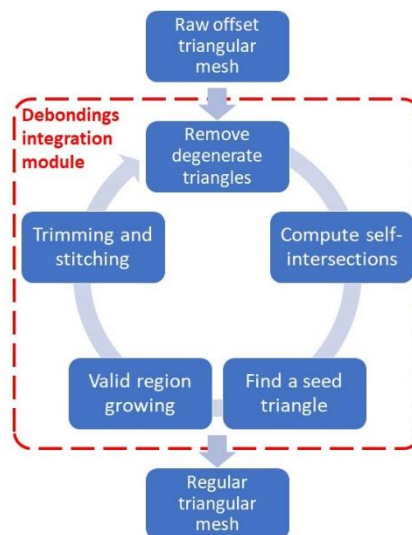 Raw offset
triangular
mesh
Debondings
integration
module
Remove
degenerate
triangles
Trimming and
stitching
Compute self-
intersections
Valid region
growing
Find a seed
triangle
Regular
triangular
mesh